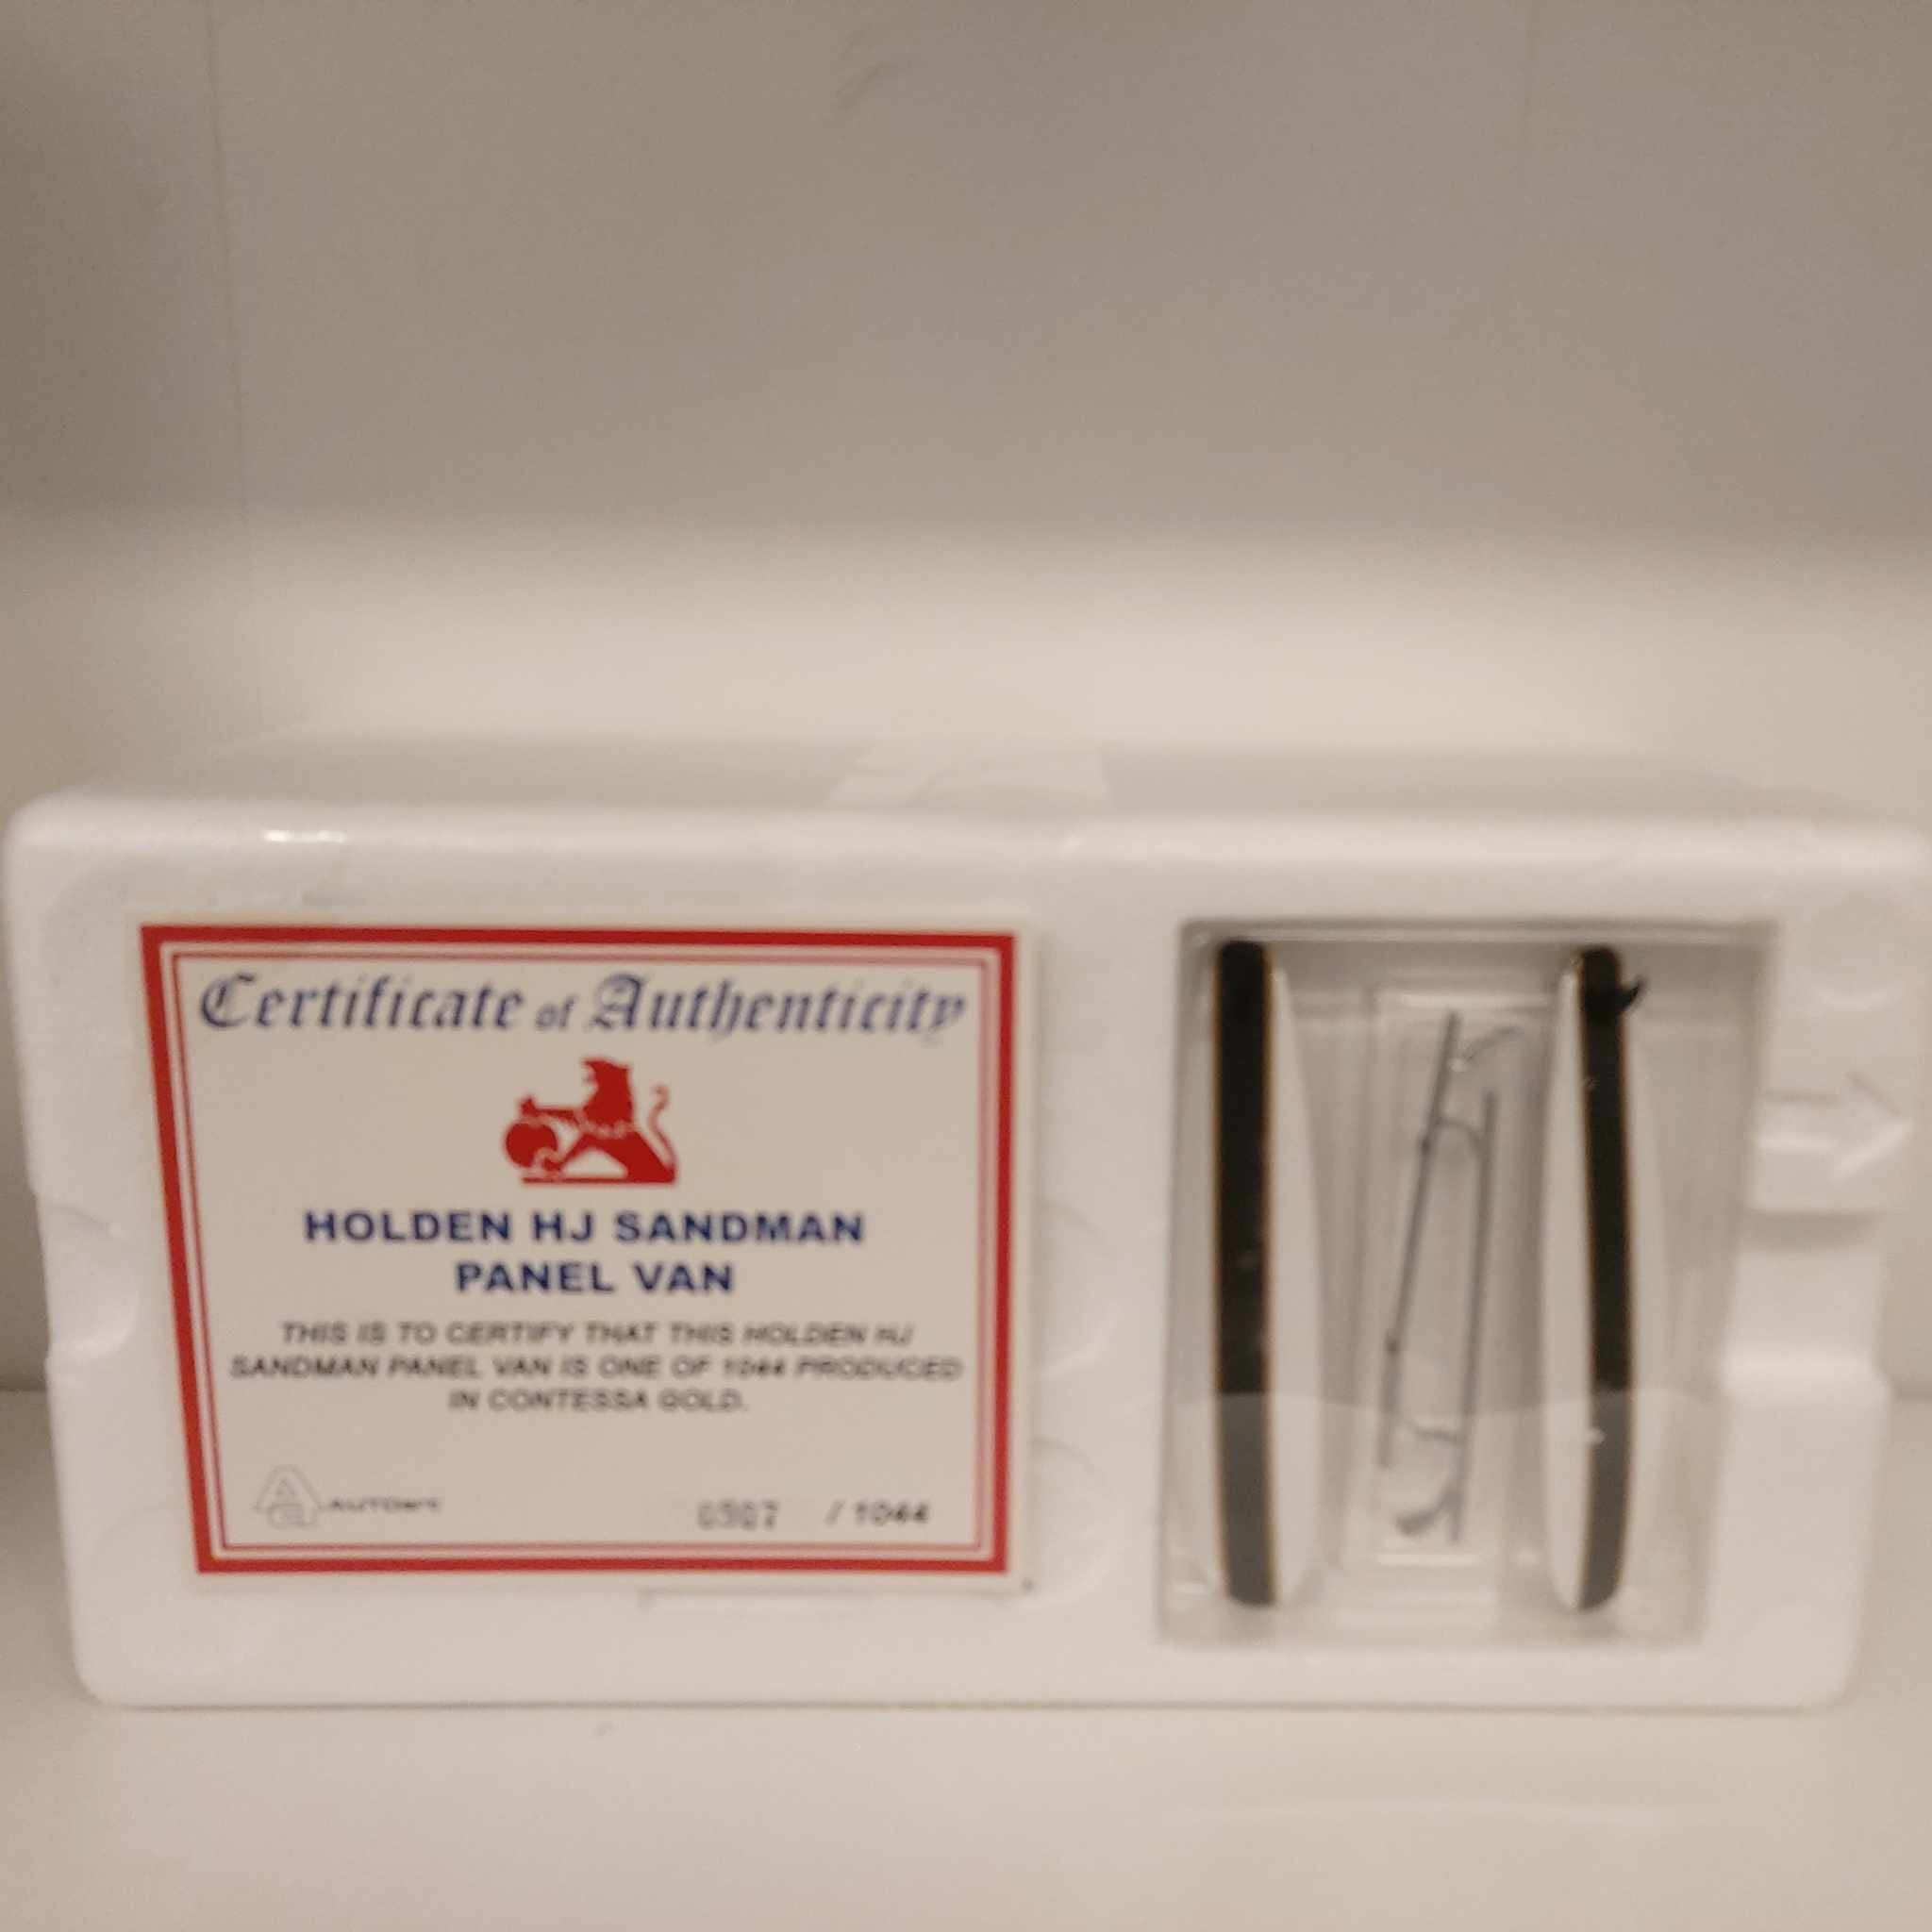 Certificate of Authenticity
HOLDEN HJ SANDMAN
PANEL VAN
THIS IS TO CERTIFY THAT THIS HOLDEN HJ
SANDMAN PANEL VAN IS ONE OF 1044 PRODUCED
IN CONTESSA GOLD.
/ 1044